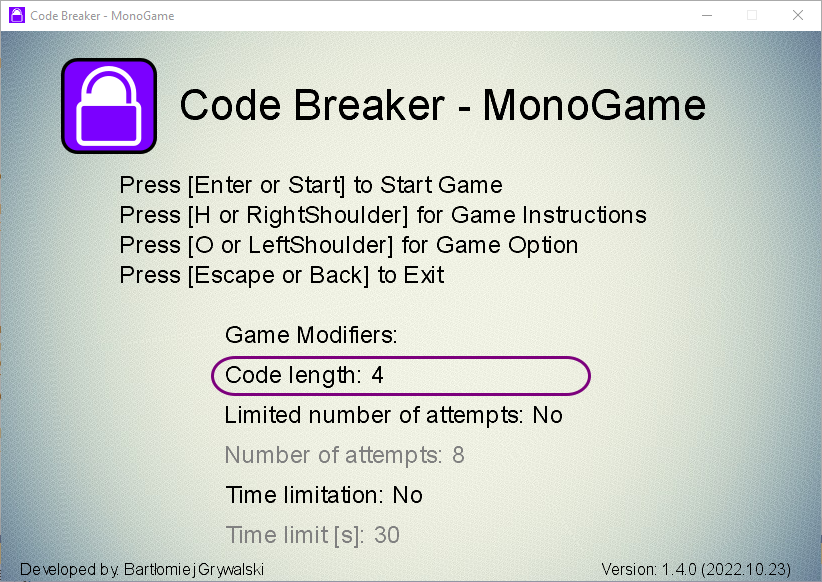 Code Breaker - MonoGame
Code Breaker - MonoGame
Press [Enter or Start] to Start Game
Press [H or RightShoulder] for Game Instructions
Press [O or LeftShoulder] for Game Option
Press [Escape or Back] to Exit
Game Modifiers:
Code length: 4
Limited number of attempts: No
Number of attempts: 8
Time limitation: No
Time limit [s]: 30
Developed by: Bartłomiej Grywalski
Version: 1.4.0 (2022.10.23)